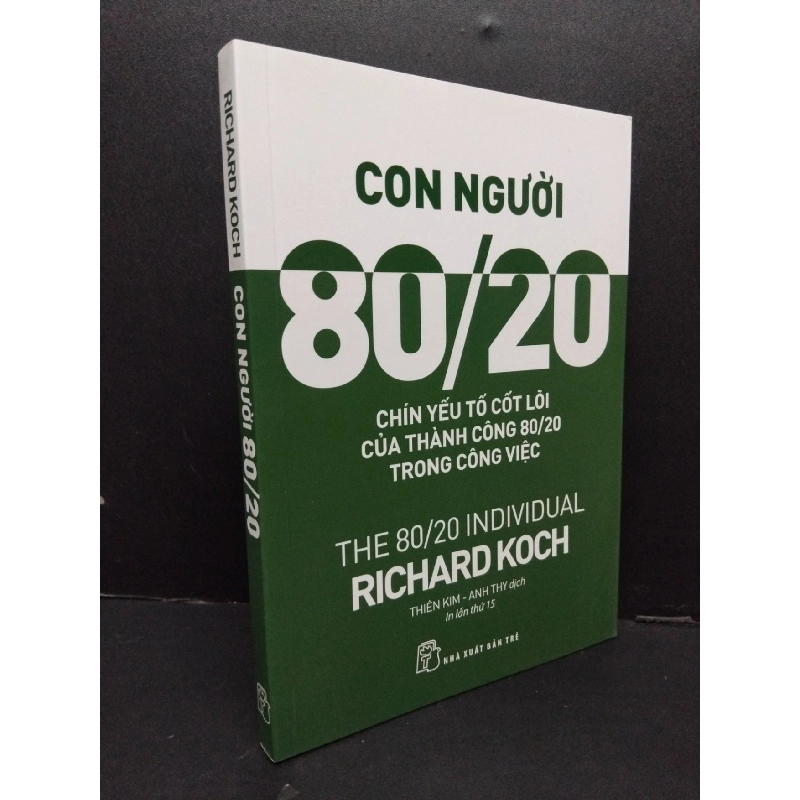 RICHARD KOCH
CON NGƯỜI 80/20
CON NGƯỜI
80/20
CHÍN YẾU TỐ CỐT LÕI
CỦA THÀNH CÔNG 80/20
TRONG CÔNG VIỆC
THE 80/20 INDIVIDUAL
RICHARD KOCH
THIÊN KIM - ANH THY dịch
In lần thứ 15
NHÀ XUẤT BẢN TRẺ